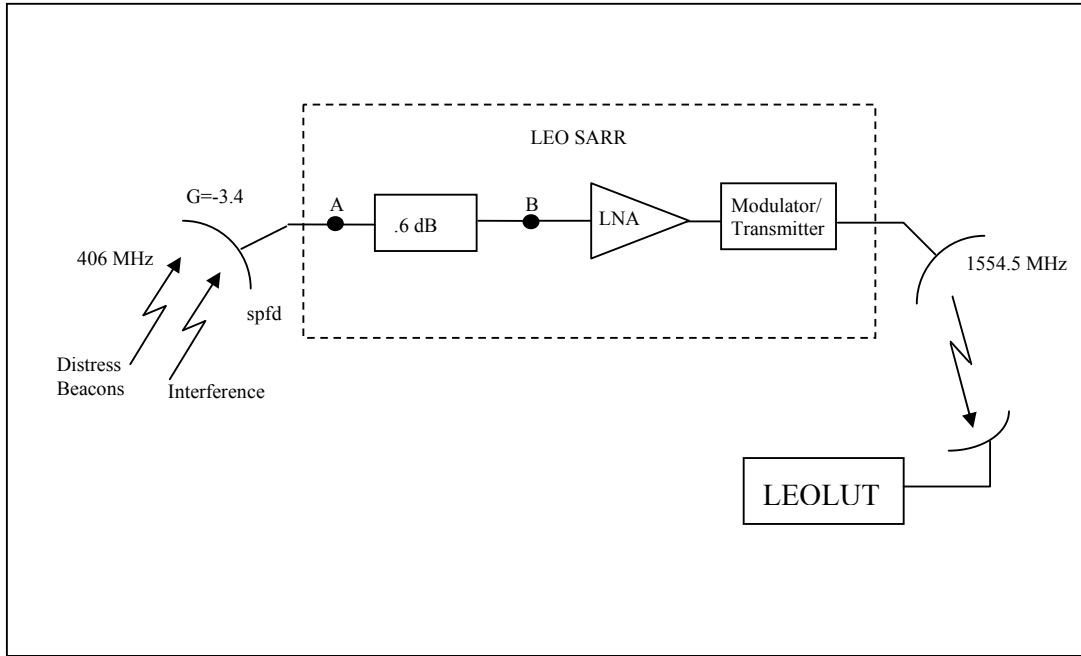 LEO SARR
G=-3.4
A
B
.6 dB
LNA
Modulator/
Transmitter
406 MHz
1554.5 MHz
spfd
Distress
Beacons
Interference
LEOLUT